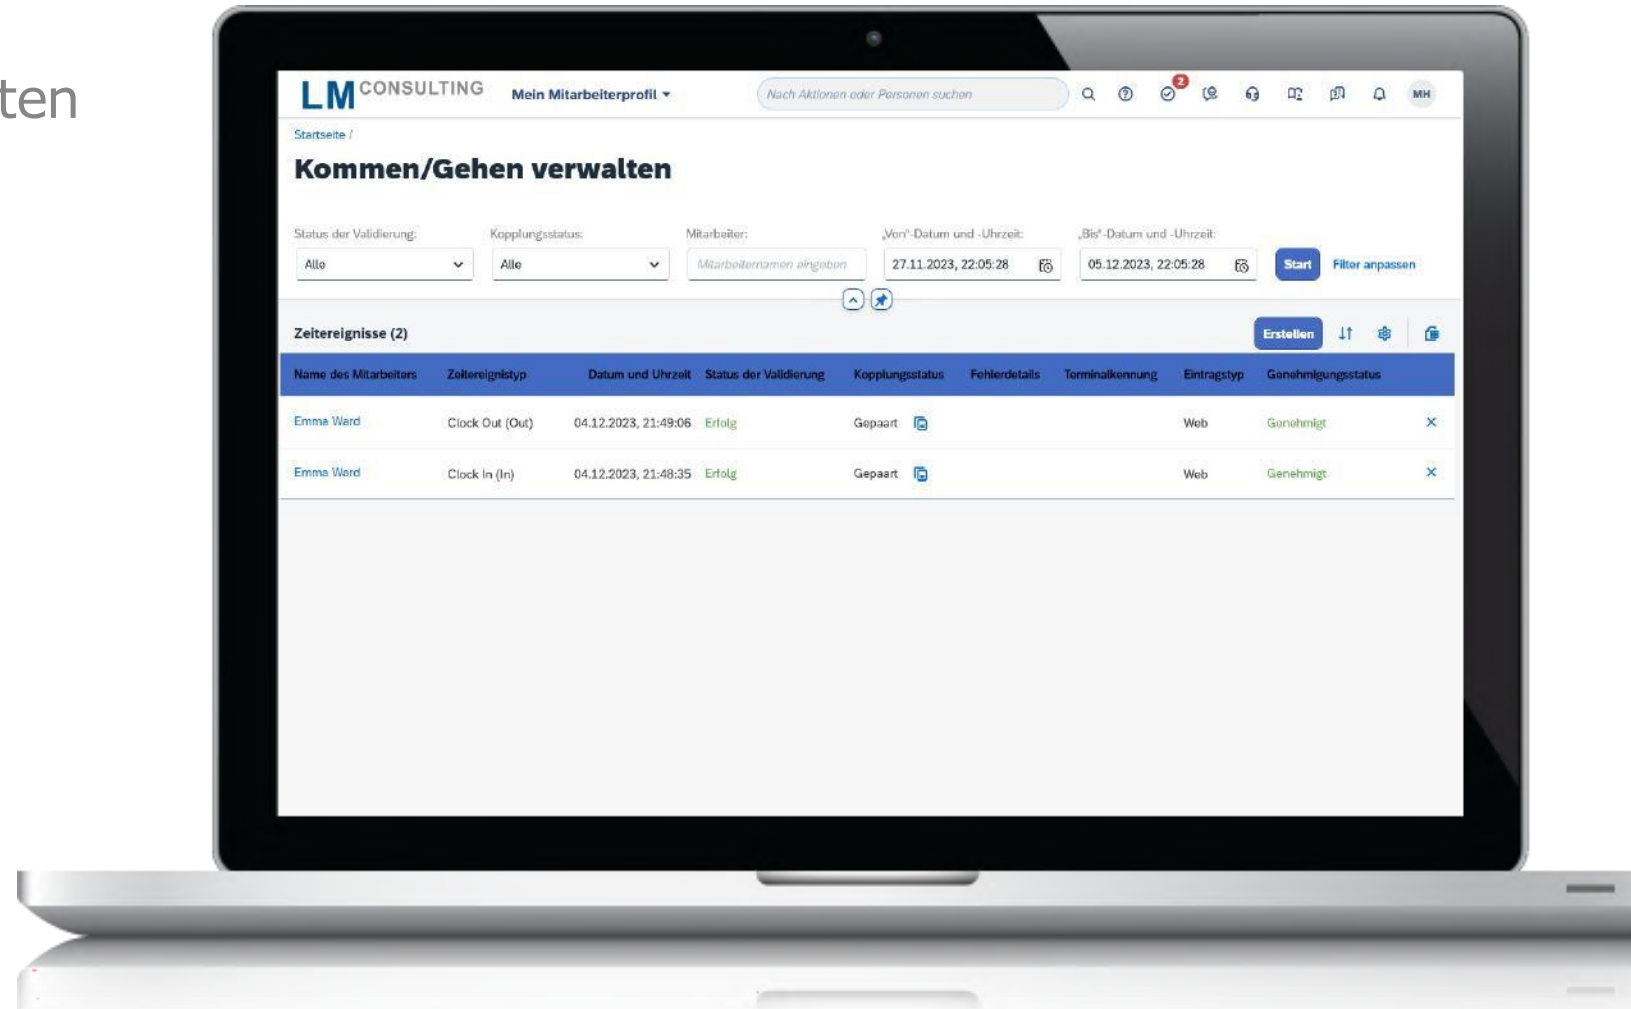 ten
LM CONSULTING Mein Mitarbeiterprofil Nach Aktionen oder Personen suchen 2 MH
Startseite /
Kommen/Gehen verwalten
Status der Validierung: Kopplungsstatus: Mitarbeiter: „Von“-Datum und -Uhrzeit: „Bis“-Datum und -Uhrzeit:
Alle Alle Mitarbeiternamen eingeben 27.11.2023, 22:05:28 05.12.2023, 22:05:28 Start Filter anpassen
Zeitereignisse (2) Erstellen
Name des Mitarbeiters Zeitereignistyp Datum und Uhrzeit Status der Validierung Kopplungsstatus Fehlerdetails Terminalkennung Eintragstyp Genehmigungsstatus
Emma Ward Clock Out (Out) 04.12.2023, 21:49:06 Erfolg Gepaart Web Genehmigt
Emma Ward Clock In (In) 04.12.2023, 21:48:35 Erfolg Gepaart Web Genehmigt